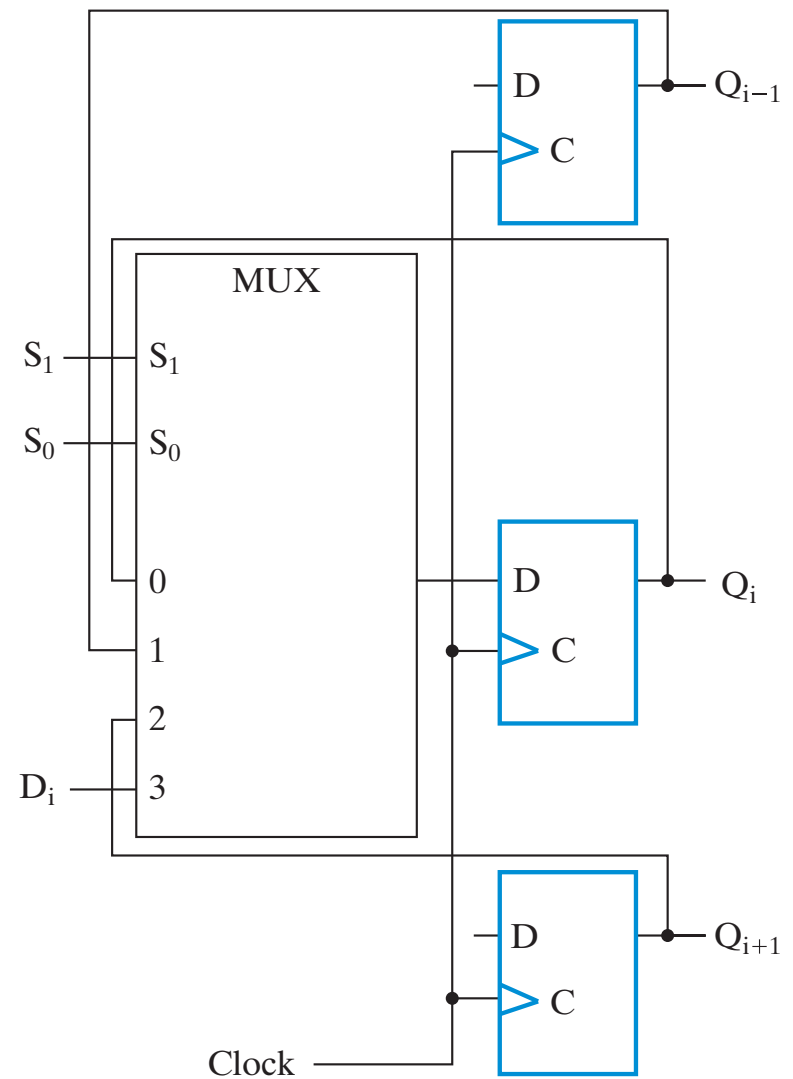 D
Q_{i−1}
C
MUX
S_1
S_1
S_0
S_0
0
D
Q_i
1
C
2
D_i
3
D
Q_{i+1}
C
Clock